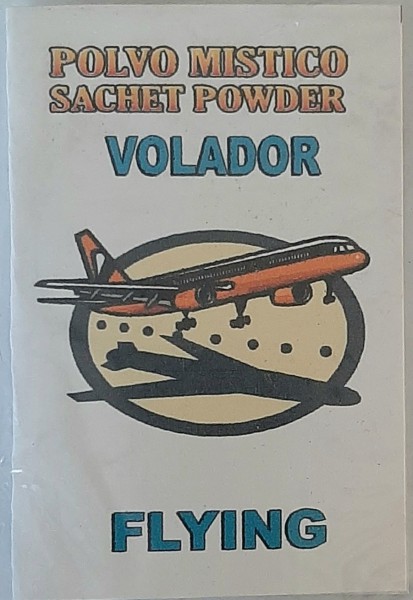 POLVO MISTICO
SACHET POWDER
VOLADOR
FLYING